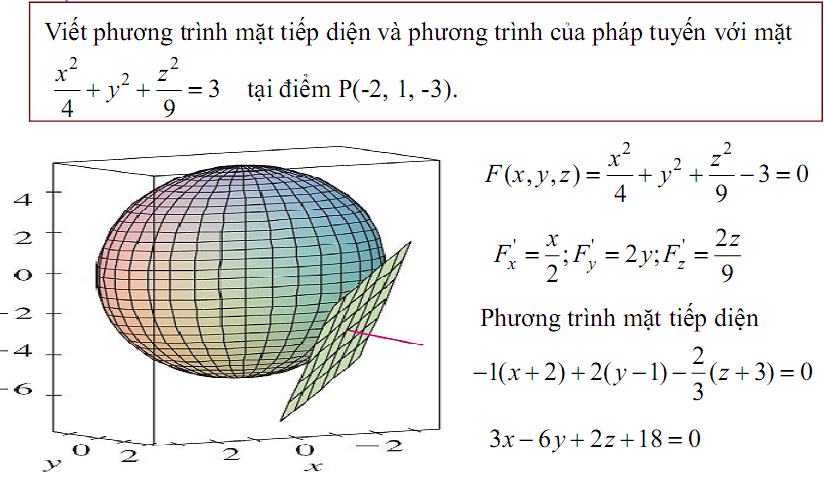 Viết phương trình mặt tiếp diện và phương trình của pháp tuyến với mặt
x²/4 + y² + z²/9 = 3 tại điểm P(-2, 1, -3).
F(x, y, z) = x²/4 + y² + z²/9 − 3 = 0
F'x = x/2; F'y = 2y; F'z = 2z/9
Phương trình mặt tiếp diện
−1(x + 2) + 2(y − 1) − 2/3(z + 3) = 0
3x − 6y + 2z + 18 = 0
4
2
0
−2
−4
−6
y 0 2 2 0 −2
x